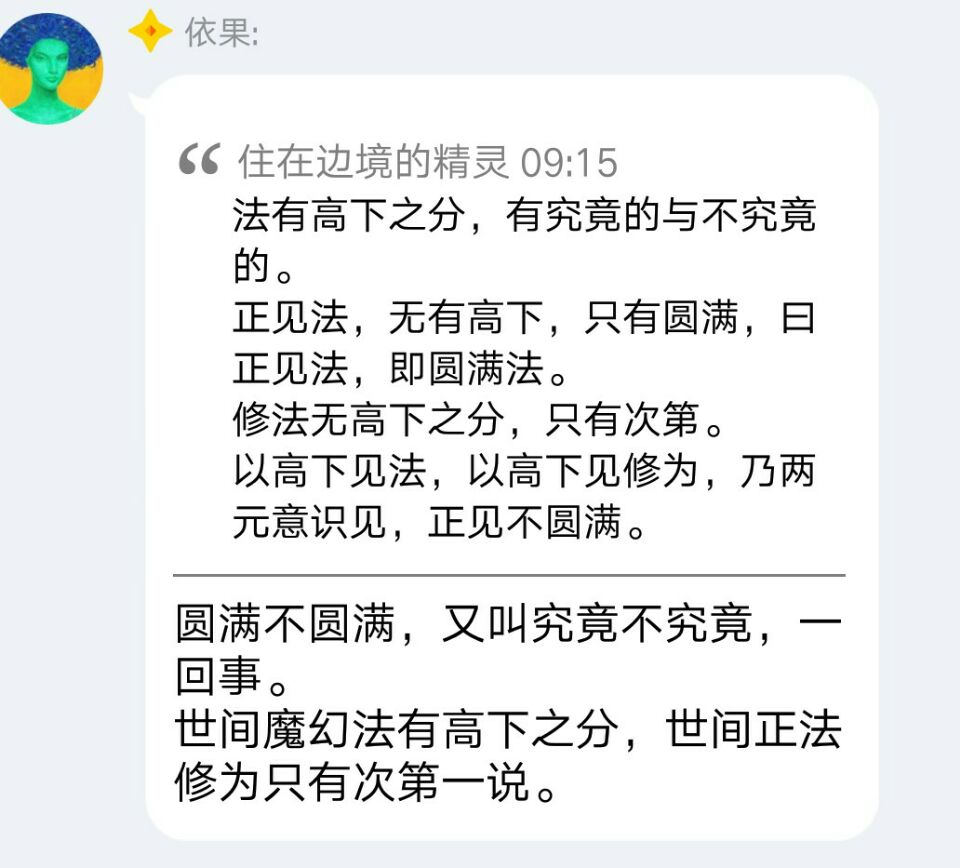 依果:
“ 住在边境的精灵 09:15
法有高下之分，有究竟的与不究竟
的。
正见法，无有高下，只有圆满，曰
正见法，即圆满法。
修法无高下之分，只有次第。
以高下见法，以高下见修为，乃两
元意识见，正见不圆满。
圆满不圆满，又叫究竟不究竟，一
回事。
世间魔幻法有高下之分，世间正法
修为只有次第一说。